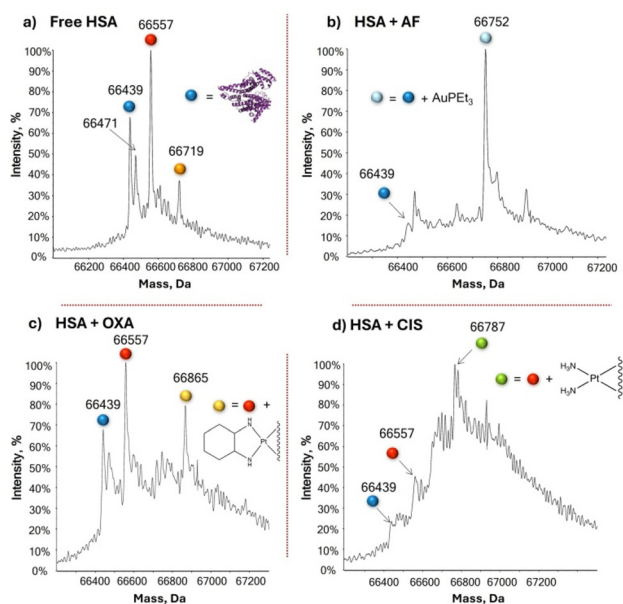 a) Free HSA
66557
66439
66471
66719
=
100%
90%
80%
70%
60%
50%
40%
30%
20%
10%
0%
Intensity, %
66200 66400 66600 66800 67000 67200
Mass, Da
b) HSA + AF
66752
= + AuPEt₃
66439
100%
90%
80%
70%
60%
50%
40%
30%
20%
10%
0%
Intensity, %
66400 66600 66800 67000 67200
Mass, Da
c) HSA + OXA
66557
66439
66865
= +
H
N
Pt
N
H
100%
90%
80%
70%
60%
50%
40%
30%
20%
10%
0%
Intensity, %
66400 66600 66800 67000 67200
Mass, Da
d) HSA + CIS
66787
= +
H₃N
Pt
H₃N
66557
66439
100%
90%
80%
70%
60%
50%
40%
30%
20%
10%
0%
Intensity, %
66400 66600 66800 67000 67200
Mass, Da